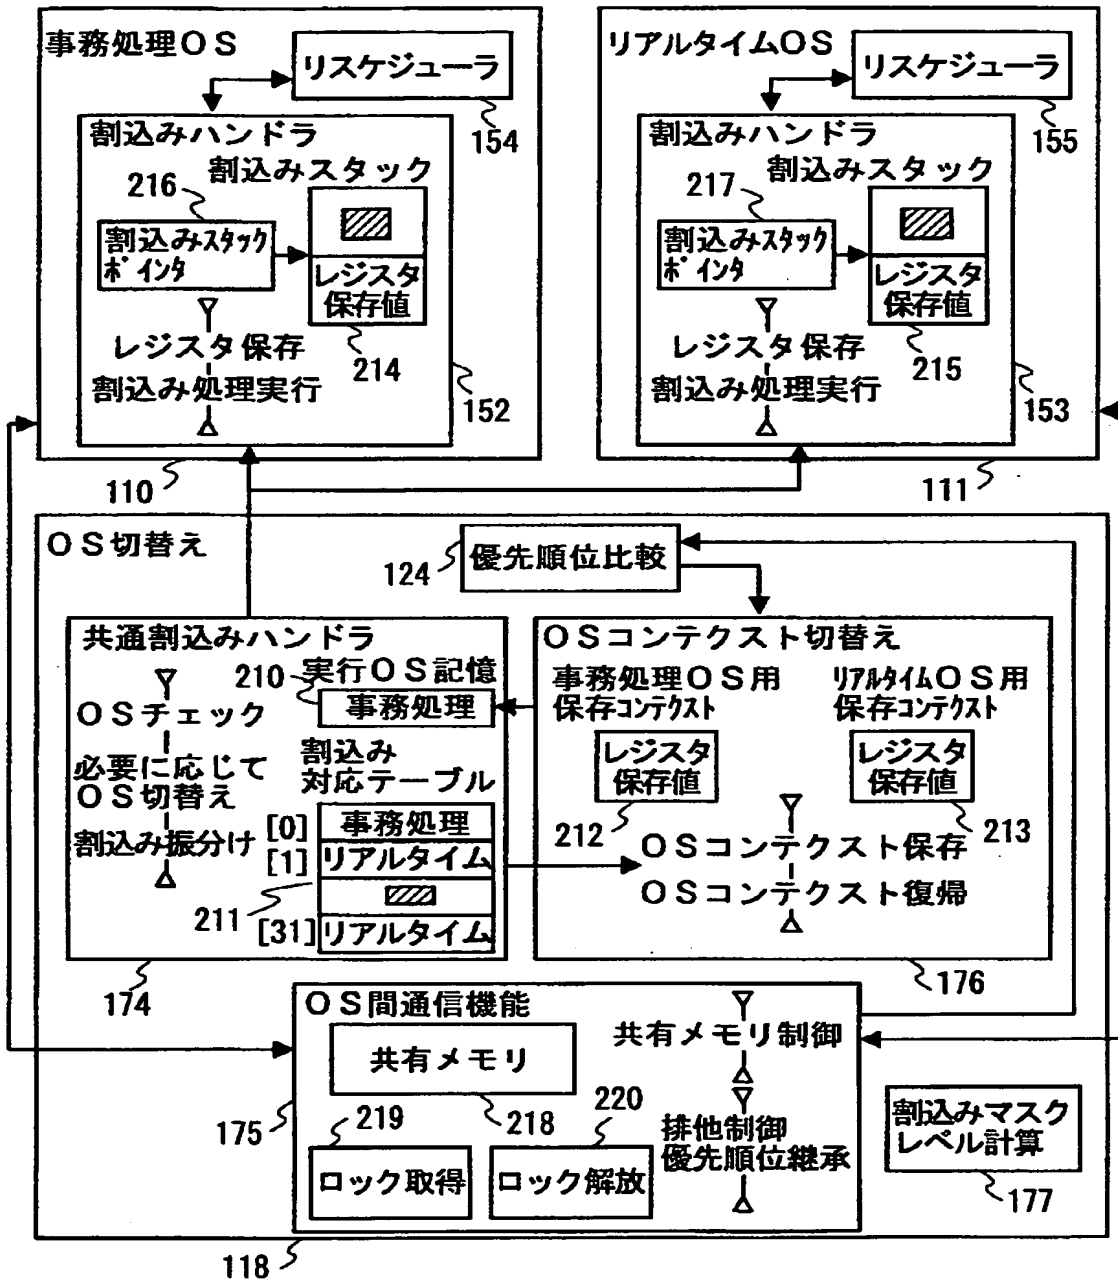 事務処理OS
リスケジューラ
154
割込みハンドラ
割込みスタック
216
割込みスタック
ポインタ
レジスタ
保存値
214
レジスタ保存
割込み処理実行
152
110
リアルタイムOS
リスケジューラ
155
割込みハンドラ
割込みスタック
217
割込みスタック
ポインタ
レジスタ
保存値
215
レジスタ保存
割込み処理実行
153
111
OS切替え
124
優先順位比較
共通割込みハンドラ
210
実行OS記憶
事務処理
OSチェック
必要に応じて
OS切替え
割込み振分け
割込み
対応テーブル
[0]
事務処理
[1]
リアルタイム
211
[31]
リアルタイム
174
OSコンテクスト切替え
事務処理OS用
保存コンテクスト
リアルタイムOS用
保存コンテクスト
レジスタ
保存値
レジスタ
保存値
212
213
OSコンテクスト保存
OSコンテクスト復帰
176
OS間通信機能
共有メモリ
218
共有メモリ制御
175
219
ロック取得
220
ロック解放
排他制御
優先順位継承
割込みマスク
レベル計算
177
118